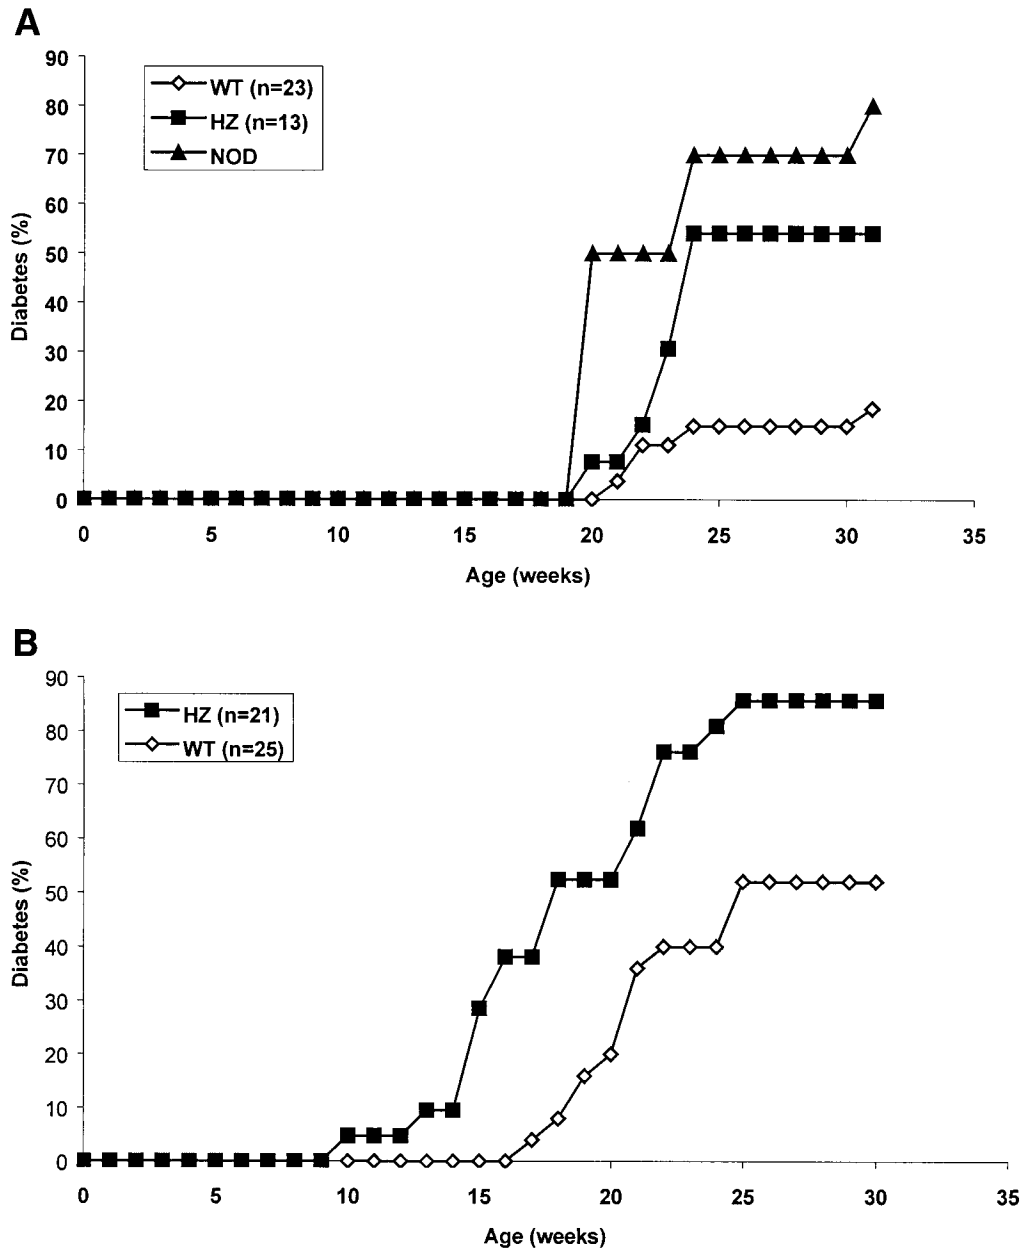 A
90
80
70
60
50
40
30
20
10
0
Diabetes (%)
WT (n=23)
HZ (n=13)
NOD
0 5 10 15 20 25 30 35
Age (weeks)
B
90
80
70
60
50
40
30
20
10
0
Diabetes (%)
HZ (n=21)
WT (n=25)
0 5 10 15 20 25 30 35
Age (weeks)